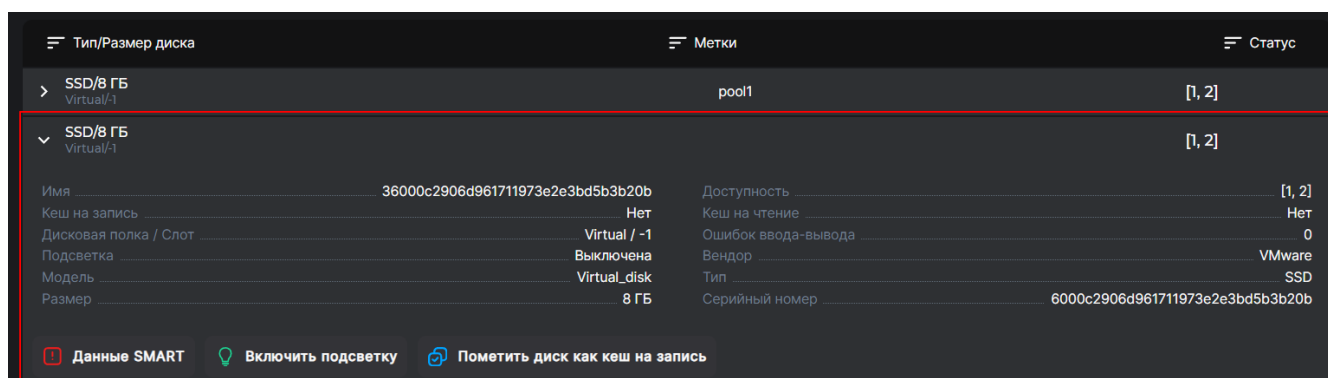 Тип/Размер диска Метки Статус
SSD/8 ГБ
Virtual/-1 pool1 [1, 2]
SSD/8 ГБ
Virtual/-1 [1, 2]
Имя 36000c2906d961711973e2e3bd5b3b20b Доступность [1, 2]
Кеш на запись Нет Кеш на чтение Нет
Дисковая полка / Слот Virtual / -1 Ошибок ввода-вывода 0
Подсветка Выключена Вендор VMware
Модель Virtual_disk Тип SSD
Размер 8 ГБ Серийный номер 6000c2906d961711973e2e3bd5b3b20b
Данные SMART Включить подсветку Пометить диск как кеш на запись